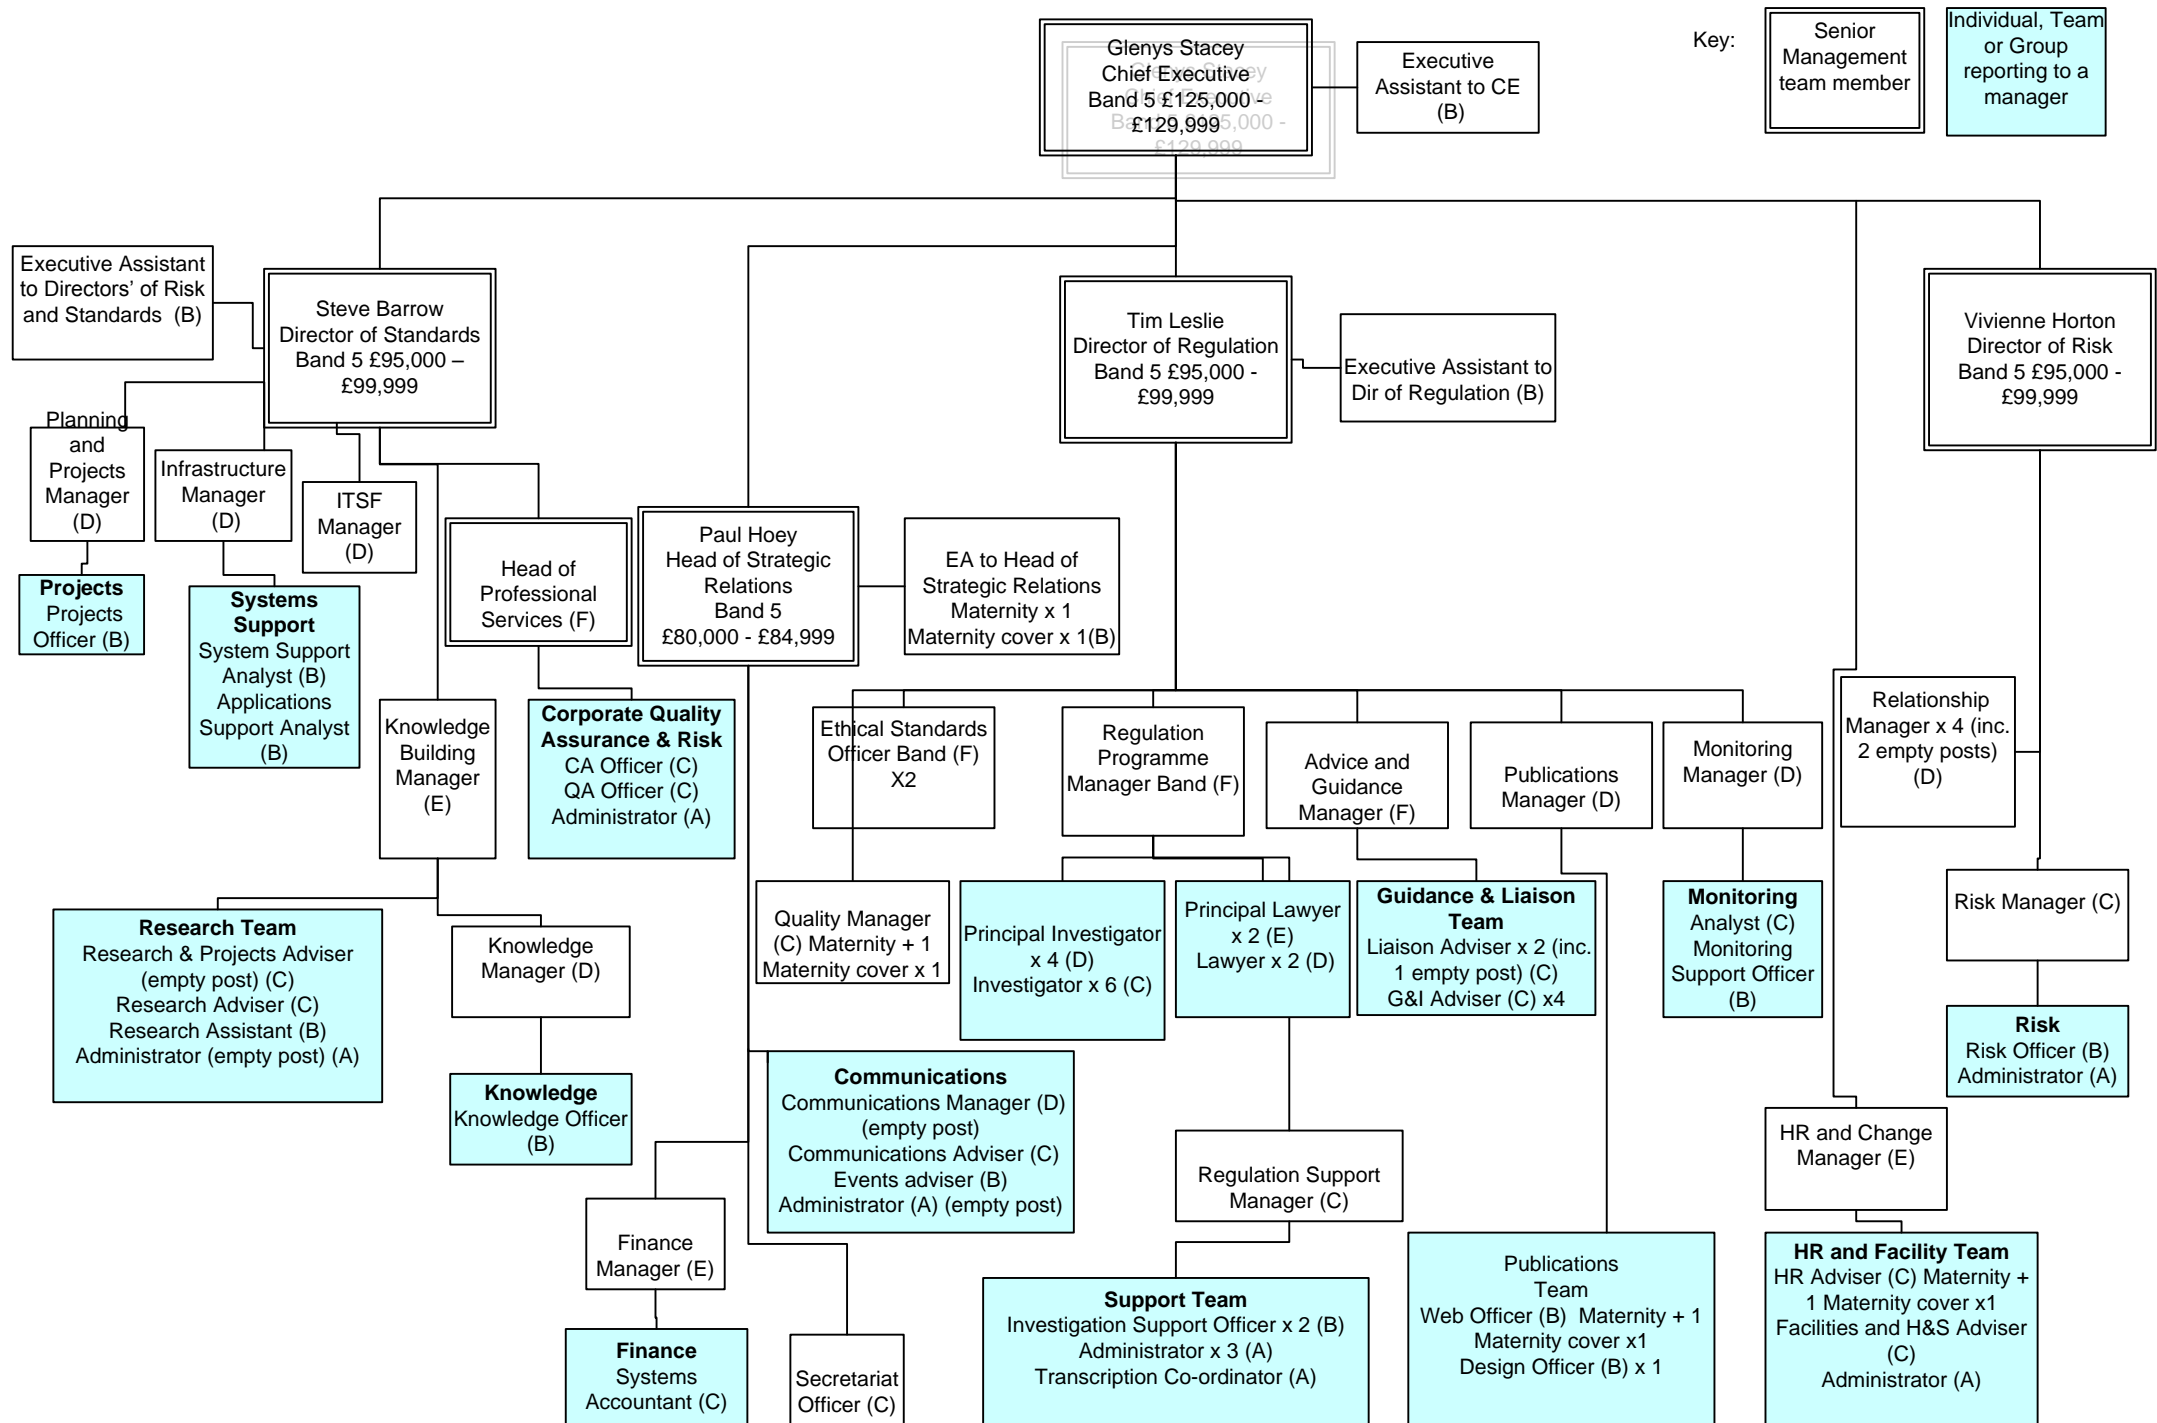 Glenys Stacey
Chief Executive
Band 5 £125,000 -
£129,999
Glenys Stacey
Chief Executive
Band 5 £125,000 -
£129,999
Executive
Assistant to CE
(B)
Key:
Senior
Management
team member
Individual, Team
or Group
reporting to a
manager
Executive Assistant
to Directors’ of Risk
and Standards (B)
Steve Barrow
Director of Standards
Band 5 £95,000 –
£99,999
Tim Leslie
Director of Regulation
Band 5 £95,000 -
£99,999
Executive Assistant to
Dir of Regulation (B)
Vivienne Horton
Director of Risk
Band 5 £95,000 -
£99,999
Planning
and
Projects
Manager
(D)
Infrastructure
Manager
(D)
ITSF
Manager
(D)
Head of
Professional
Services (F)
Paul Hoey
Head of Strategic
Relations
Band 5
£80,000 - £84,999
EA to Head of
Strategic Relations
Maternity x 1
Maternity cover x 1(B)
Projects
Projects
Officer (B)
Systems
Support
System Support
Analyst (B)
Applications
Support Analyst
(B)
Knowledge
Building
Manager
(E)
Corporate Quality
Assurance & Risk
CA Officer (C)
QA Officer (C)
Administrator (A)
Ethical Standards
Officer Band (F)
X2
Regulation
Programme
Manager Band (F)
Advice and
Guidance
Manager (F)
Publications
Manager (D)
Monitoring
Manager (D)
Relationship
Manager x 4 (inc.
2 empty posts)
(D)
Quality Manager
(C) Maternity + 1
Maternity cover x 1
Principal Investigator
x 4 (D)
Investigator x 6 (C)
Principal Lawyer
x 2 (E)
Lawyer x 2 (D)
Guidance & Liaison
Team
Liaison Adviser x 2 (inc.
1 empty post) (C)
G&I Adviser (C) x4
Monitoring
Analyst (C)
Monitoring
Support Officer
(B)
Risk Manager (C)
Research Team
Research & Projects Adviser
(empty post) (C)
Research Adviser (C)
Research Assistant (B)
Administrator (empty post) (A)
Knowledge
Manager (D)
Knowledge
Knowledge Officer
(B)
Communications
Communications Manager (D)
(empty post)
Communications Adviser (C)
Events adviser (B)
Administrator (A) (empty post)
Risk
Risk Officer (B)
Administrator (A)
Regulation Support
Manager (C)
HR and Change
Manager (E)
Finance
Manager (E)
Finance
Systems
Accountant (C)
Secretariat
Officer (C)
Support Team
Investigation Support Officer x 2 (B)
Administrator x 3 (A)
Transcription Co-ordinator (A)
Publications
Team
Web Officer (B) Maternity + 1
Maternity cover x1
Design Officer (B) x 1
HR and Facility Team
HR Adviser (C) Maternity +
1 Maternity cover x1
Facilities and H&S Adviser
(C)
Administrator (A)